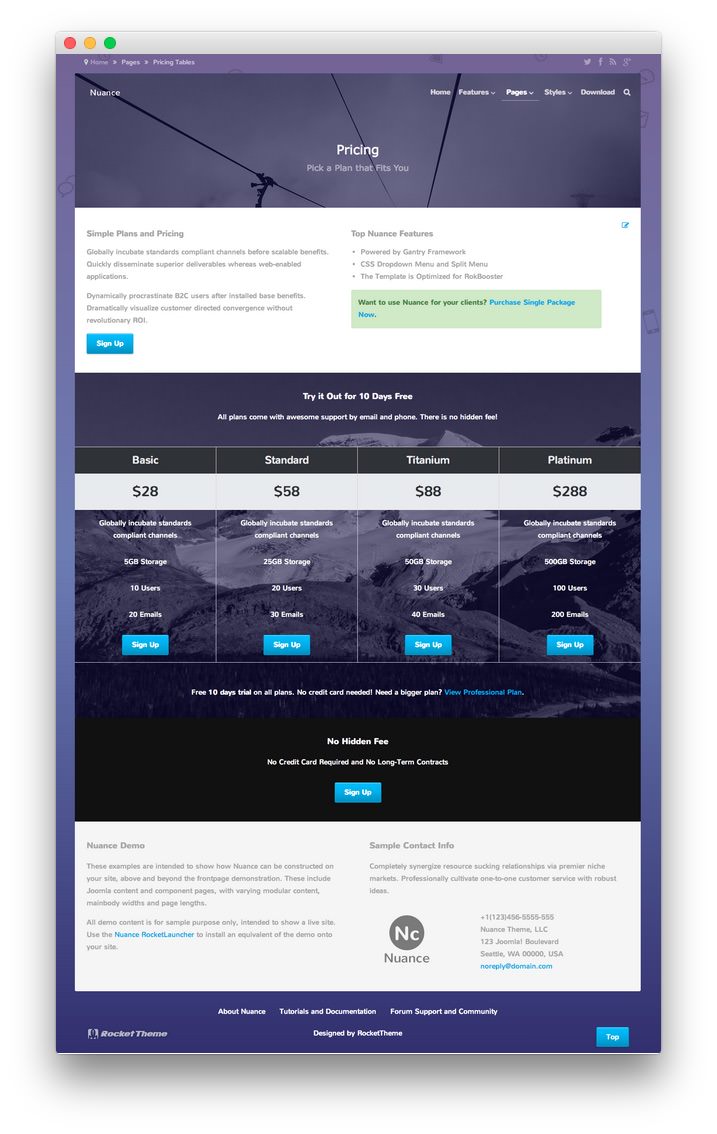 Home » Pages » Pricing Tables
Nuance
Home Features Pages Styles Download
Pricing
Pick a Plan that Fits You
Simple Plans and Pricing
Globally incubate standards compliant channels before scalable benefits.
Quickly disseminate superior deliverables whereas web-enabled
applications.
Dynamically procrastinate B2C users after installed base benefits.
Dramatically visualize customer directed convergence without
revolutionary ROI.
Sign Up
Top Nuance Features
• Powered by Gantry Framework
• CSS Dropdown Menu and Split Menu
• The Template is Optimized for RokBooster
Want to use Nuance for your clients? Purchase Single Package
Now.
Try it Out for 10 Days Free
All plans come with awesome support by email and phone. There is no hidden fee!
Basic Standard Titanium Platinum
$28 $58 $88 $288
Globally incubate standards Globally incubate standards Globally incubate standards Globally incubate standards
compliant channels compliant channels compliant channels compliant channels
5GB Storage 25GB Storage 50GB Storage 500GB Storage
10 Users 20 Users 30 Users 100 Users
20 Emails 30 Emails 40 Emails 200 Emails
Sign Up Sign Up Sign Up Sign Up
Free 10 days trial on all plans. No credit card needed! Need a bigger plan? View Professional Plan.
No Hidden Fee
No Credit Card Required and No Long-Term Contracts
Sign Up
Nuance Demo
These examples are intended to show how Nuance can be constructed on
your site, above and beyond the frontpage demonstration. These include
Joomla content and component pages, with varying modular content,
mainbody widths and page lengths.
All demo content is for sample purpose only, intended to show a live site.
Use the Nuance RocketLauncher to install an equivalent of the demo onto
your site.
Sample Contact Info
Completely synergize resource sucking relationships via premier niche
markets. Professionally cultivate one-to-one customer service with robust
ideas.
Nc
Nuance
+1(123)456-5555-555
Nuance Theme, LLC
123 Joomla! Boulevard
Seattle, WA 00000, USA
noreply@domain.com
About Nuance Tutorials and Documentation Forum Support and Community
RocketTheme
Designed by RocketTheme
Top